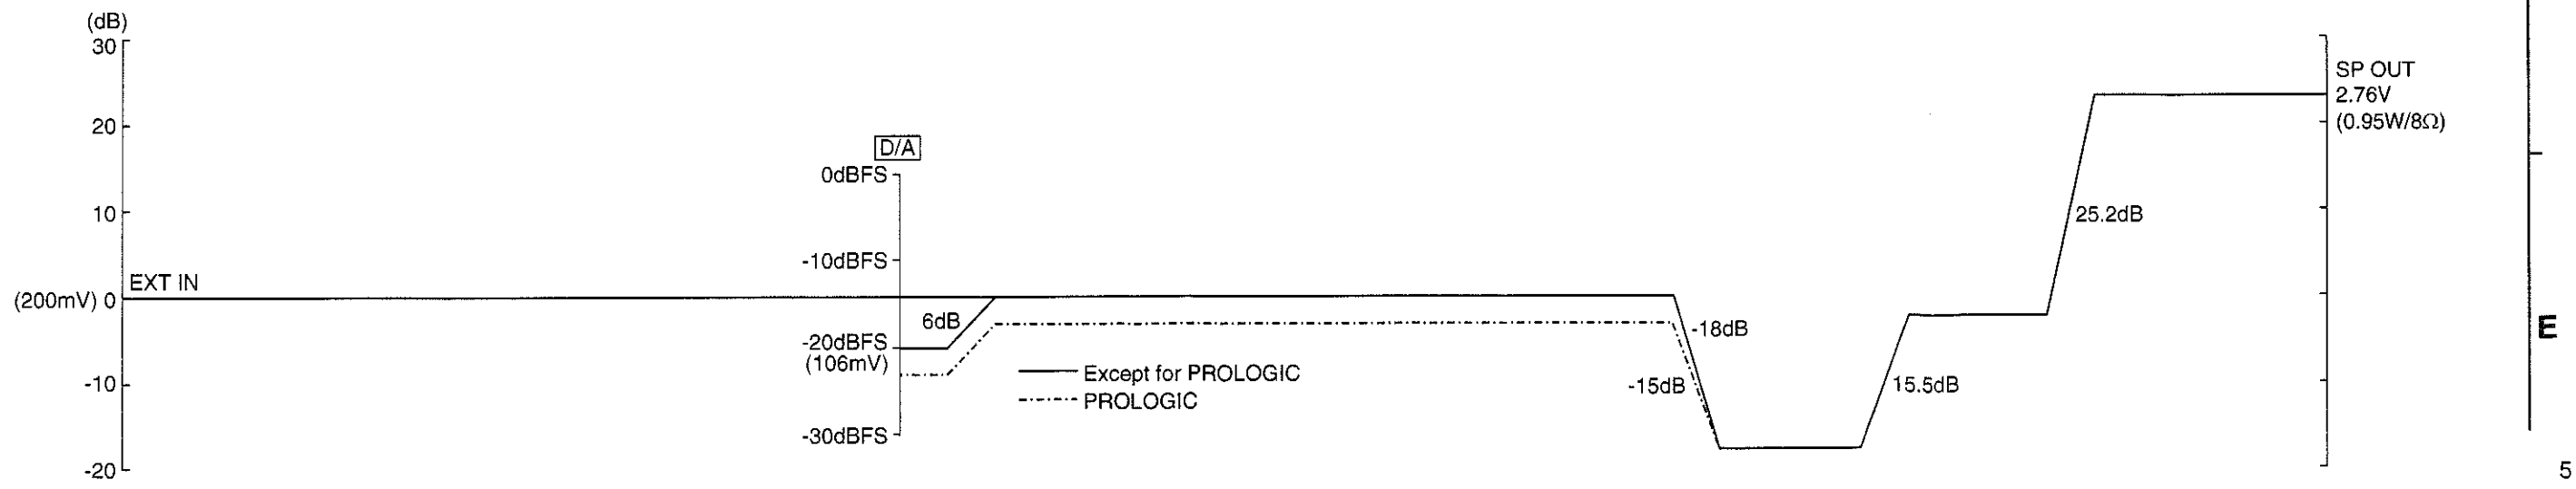 (dB)
30
20
10
(200mV) 0
-10
-20
EXT IN
D/A
0dBFS
-10dBFS
-20dBFS
(106mV)
-30dBFS
6dB
Except for PROLOGIC
PROLOGIC
-18dB
-15dB
15.5dB
25.2dB
SP OUT
2.76V
(0.95W/8Ω)
E
5